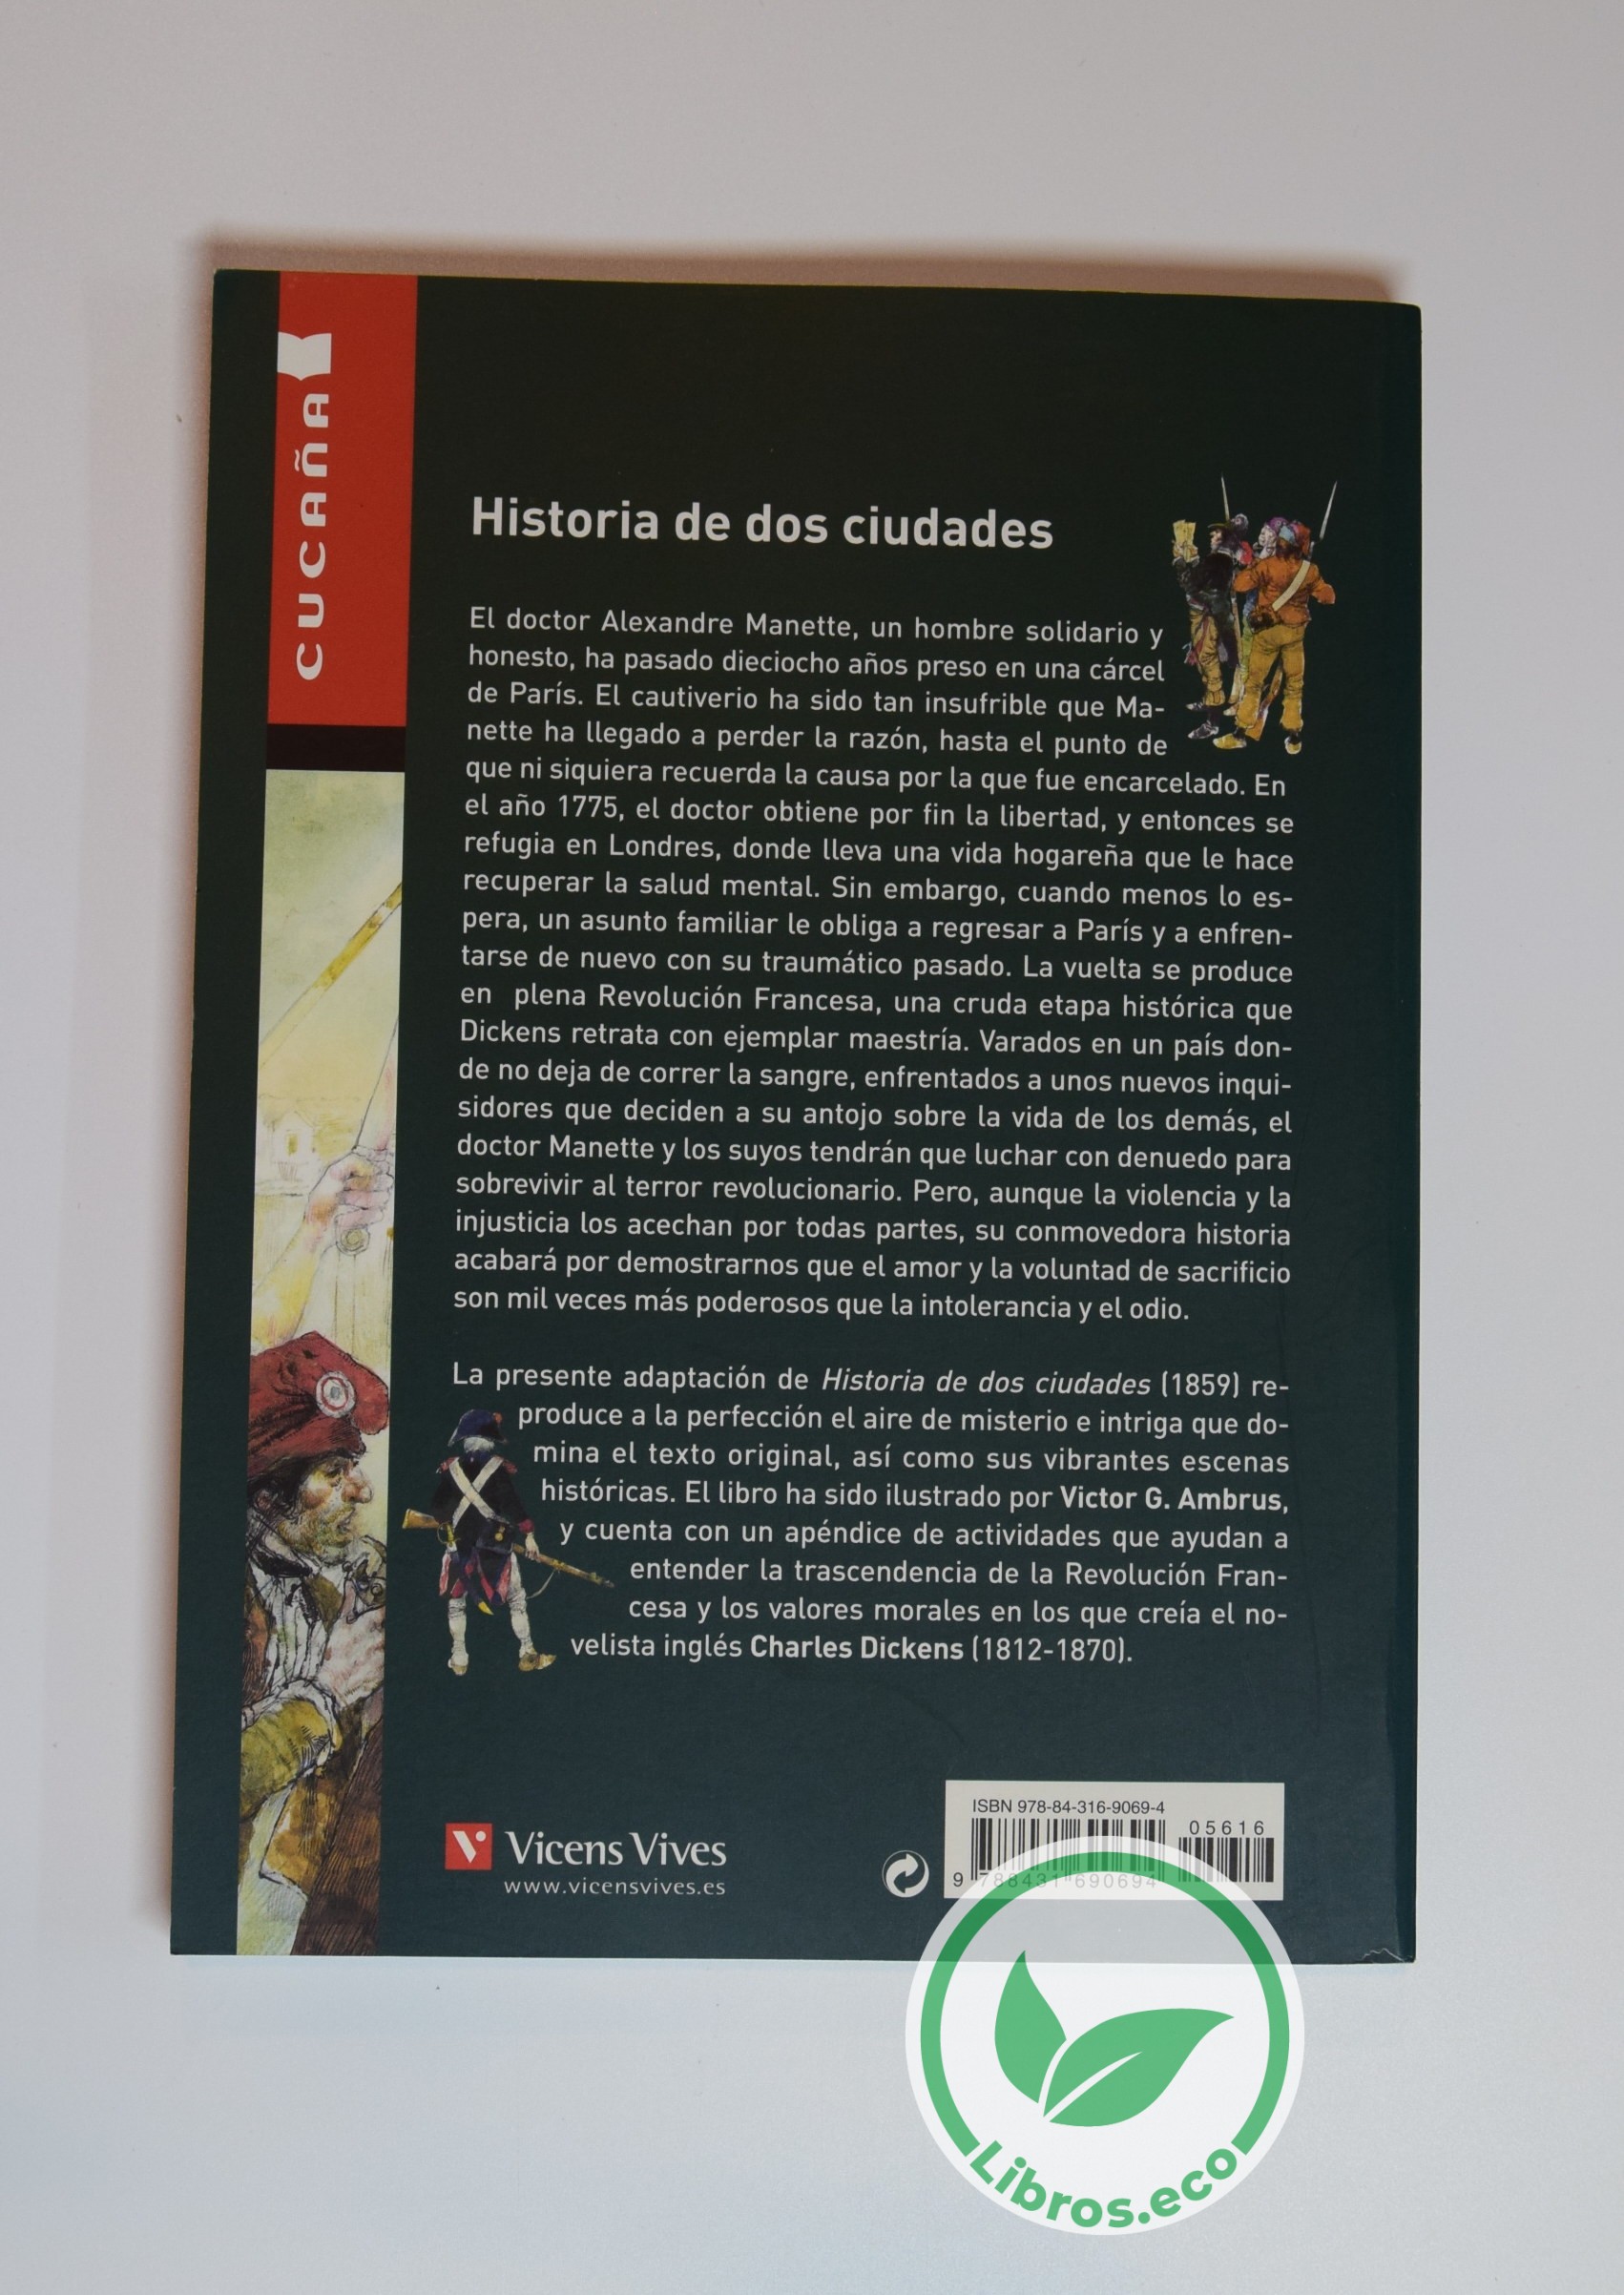 CUCAÑA
Historia de dos ciudades
El doctor Alexandre Manette, un hombre solidario y
honesto, ha pasado dieciocho años preso en una cárcel
de París. El cautiverio ha sido tan insufrible que Ma-
nette ha llegado a perder la razón, hasta el punto de
que ni siquiera recuerda la causa por la que fue encarcelado. En
el año 1775, el doctor obtiene por fin la libertad, y entonces se
refugia en Londres, donde lleva una vida hogareña que le hace
recuperar la salud mental. Sin embargo, cuando menos lo es-
pera, un asunto familiar le obliga a regresar a París y a enfren-
tarse de nuevo con su traumático pasado. La vuelta se produce
en plena Revolución Francesa, una cruda etapa histórica que
Dickens retrata con ejemplar maestría. Varados en un país don-
de no deja de correr la sangre, enfrentados a unos nuevos inqui-
sidores que deciden a su antojo sobre la vida de los demás, el
doctor Manette y los suyos tendrán que luchar con denuedo para
sobrevivir al terror revolucionario. Pero, aunque la violencia y la
injusticia los acechan por todas partes, su conmovedora historia
acabará por demostrarnos que el amor y la voluntad de sacrificio
son mil veces más poderosos que la intolerancia y el odio.
La presente adaptación de Historia de dos ciudades (1859) re-
produce a la perfección el aire de misterio e intriga que do-
mina el texto original, así como sus vibrantes escenas
históricas. El libro ha sido ilustrado por Victor G. Ambrus,
y cuenta con un apéndice de actividades que ayudan a
entender la trascendencia de la Revolución Fran-
cesa y los valores morales en los que creía el no-
velista inglés Charles Dickens (1812-1870).
Vicens Vives
www.vicensvives.es
ISBN 978-84-316-9069-4
05616
9 788431 690694
Libros.eco